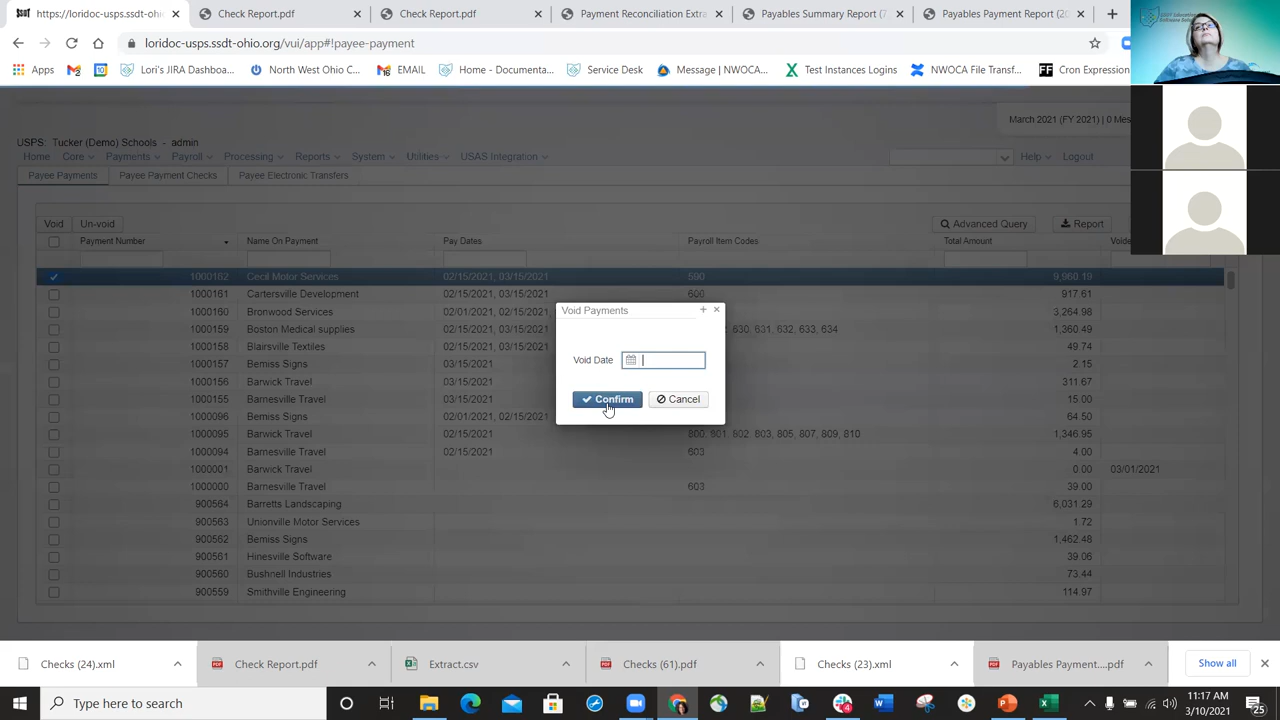 https://usps.ssdt-ohio.org/vui/ap
Check Report.pdf
Check Report.pdf
Payment Reconciliation Extra
Payables Summary Report (7
Payables Payment Report (20
loridoc-usps.ssdt-ohio.org/vui/app#!payee-payment
Apps
Lori's JIRA Dashboa...
North West Ohio C...
EMAIL
Home - Documenta...
Service Desk
Message | NWOCA...
Test Instances Logins
NWOCA File Transf...
Cron Expression
March 2021 (FY 2021) | 0 Mes
USPS: Tucker (Demo) Schools - admin
Home Core Payments Payroll Processing Reports System Utilities USAS Integration Help Logout
Payee Payments Payee Payment Checks Payee Electronic Transfers
Void Un-void Advanced Query Report
Payment Number Name On Payment Pay Dates Payroll Item Codes Total Amount Voide
1000162 Cecil Motor Services 02/15/2021, 03/15/2021 590 9,960.19
1000161 Cartersville Development 02/15/2021, 03/15/2021 600 917.61
1000160 Bronwood Services 02/01/2021, 02/15/2021 3,264.98
1000159 Boston Medical supplies 02/15/2021, 03/15/2021 630, 631, 632, 633, 634 1,360.49
1000158 Blairsville Textiles 02/15/2021, 03/15/2021 49.74
1000157 Bemiss Signs 03/15/2021 2.15
1000156 Barwick Travel 03/15/2021 311.67
1000155 Barnesville Travel 03/15/2021 42.00
1000096 Bemiss Signs 02/01/2021, 02/15/2021 64.50
1000095 Barwick Travel 02/15/2021 800, 801, 802, 803, 805, 807, 809, 810 1,346.95
1000094 Barnesville Travel 02/15/2021 603 4.00
1000001 Barwick Travel 0.00 03/01/2021
1000000 Barnesville Travel 603 39.00
900564 Barretts Landscaping 6,031.29
900563 Unionville Motor Services 1.72
900562 Bemiss Signs 1,462.48
900561 Hinesville Software 39.06
900560 Bushnell Industries 73.44
900559 Smithville Engineering 114.97
Void Payments
Void Date
Confirm
Cancel
Checks (24).xml
Check Report.pdf
Extract.csv
Checks (61).pdf
Checks (23).xml
Payables Payment....pdf
Show all
Type here to search
11:17 AM
3/10/2021
25